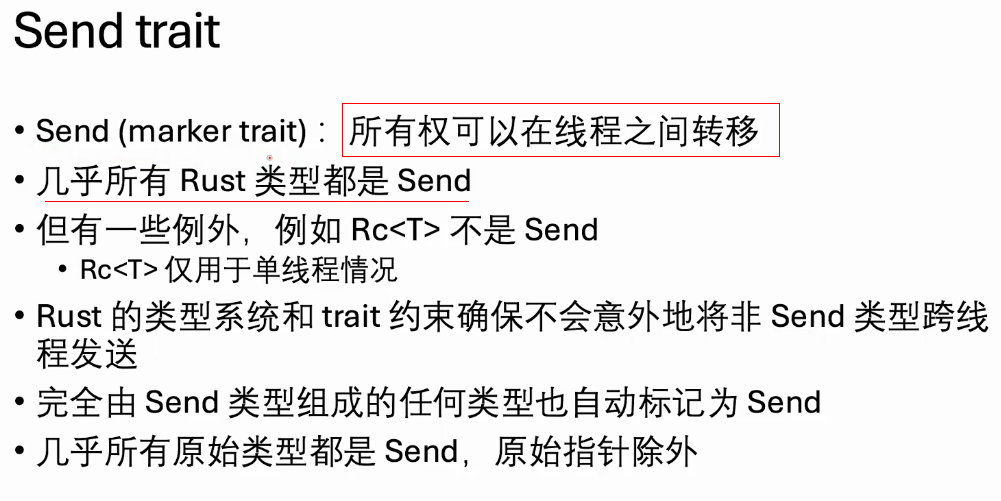 Send trait
• Send (marker trait)：所有权可以在线程之间转移
• 几乎所有 Rust 类型都是 Send
• 但有一些例外，例如 Rc<T> 不是 Send
• Rc<T> 仅用于单线程情况
• Rust 的类型系统和 trait 约束确保不会意外地将非 Send 类型跨线
程发送
• 完全由 Send 类型组成的任何类型也自动标记为 Send
• 几乎所有原始类型都是 Send，原始指针除外